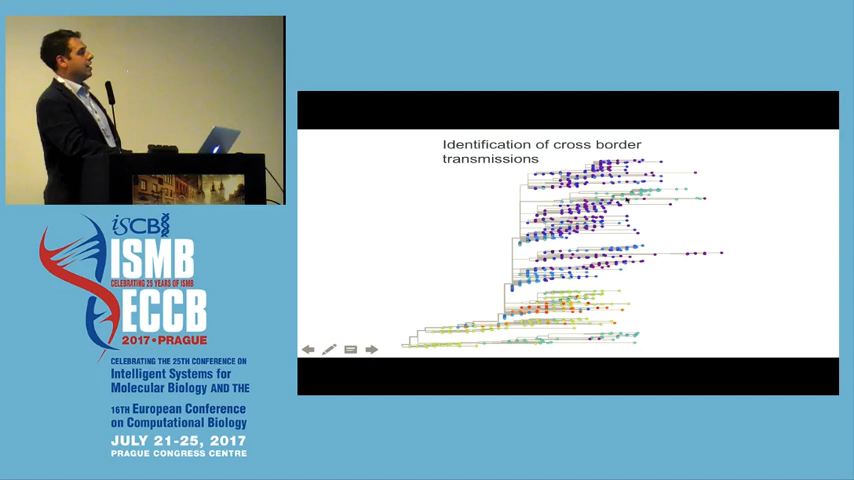 iSCB
ISMB
CELEBRATING 25 YEARS OF ISMB
ECCB
2017 • PRAGUE
CELEBRATING THE 25TH CONFERENCE ON
Intelligent Systems for
Molecular Biology AND THE
16TH European Conference
on Computational Biology
JULY 21-25, 2017
PRAGUE CONGRESS CENTRE
Identification of cross border
transmissions